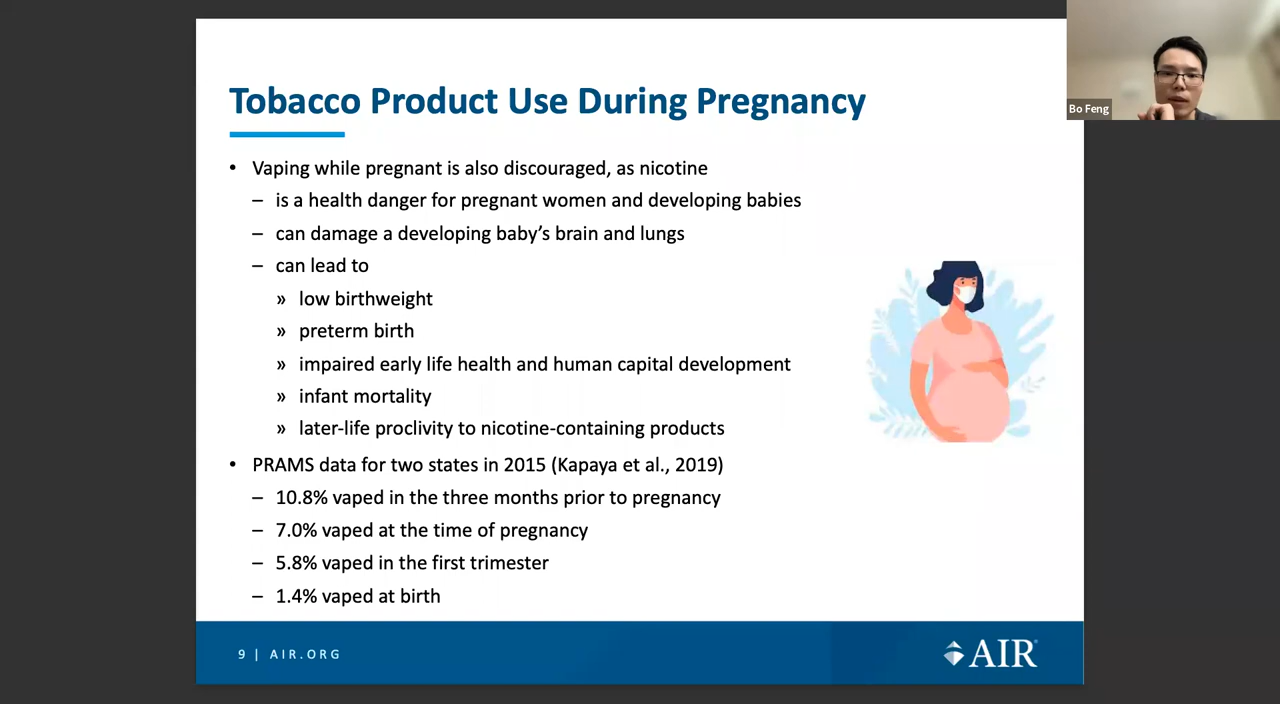 Tobacco Product Use During Pregnancy
• Vaping while pregnant is also discouraged, as nicotine
– is a health danger for pregnant women and developing babies
– can damage a developing baby’s brain and lungs
– can lead to
» low birthweight
» preterm birth
» impaired early life health and human capital development
» infant mortality
» later-life proclivity to nicotine-containing products
• PRAMS data for two states in 2015 (Kapaya et al., 2019)
– 10.8% vaped in the three months prior to pregnancy
– 7.0% vaped at the time of pregnancy
– 5.8% vaped in the first trimester
– 1.4% vaped at birth
9 | AIR.ORG
AIR®
Bo Feng